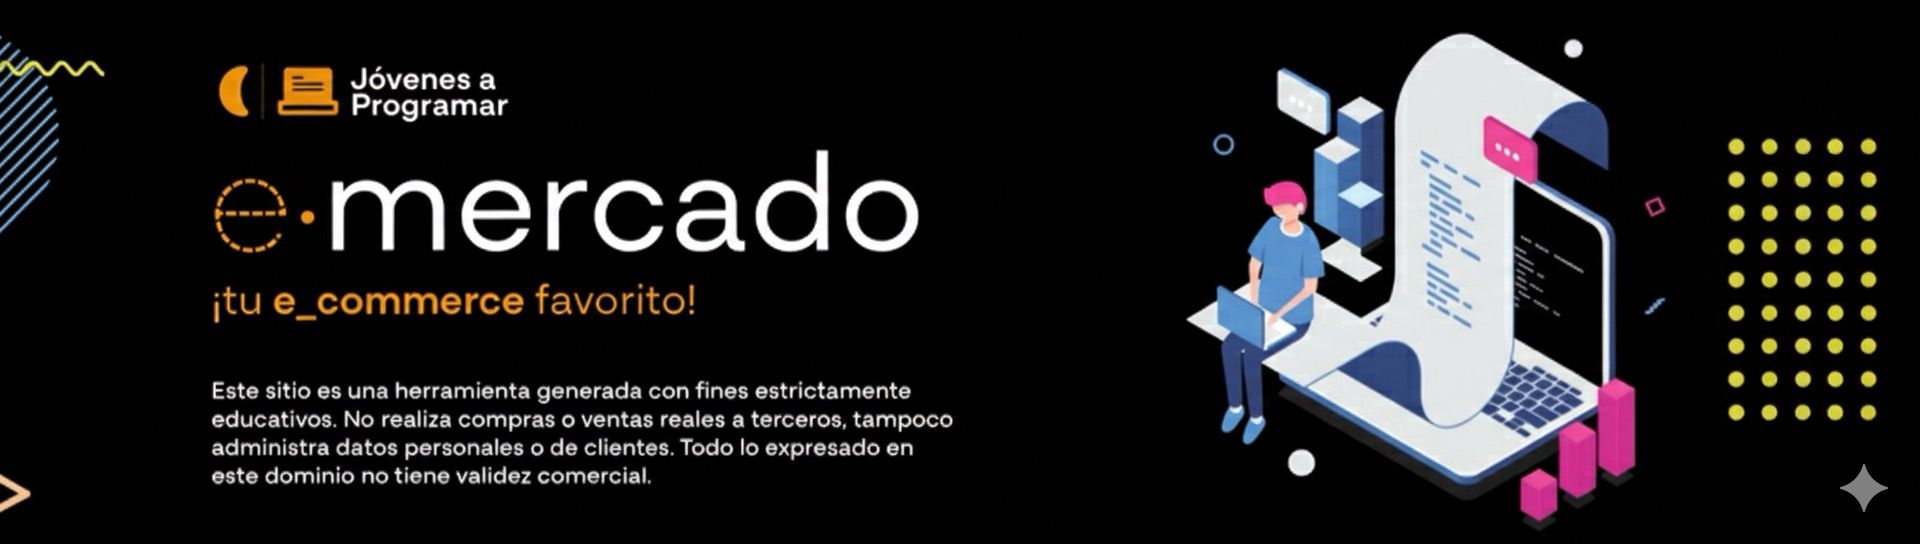 Jóvenes a
Programar
e·mercado
¡tu e_commerce favorito!
Este sitio es una herramienta generada con fines estrictamente
educativos. No realiza compras o ventas reales a terceros, tampoco
administra datos personales o de clientes. Todo lo expresado en
este dominio no tiene validez comercial.